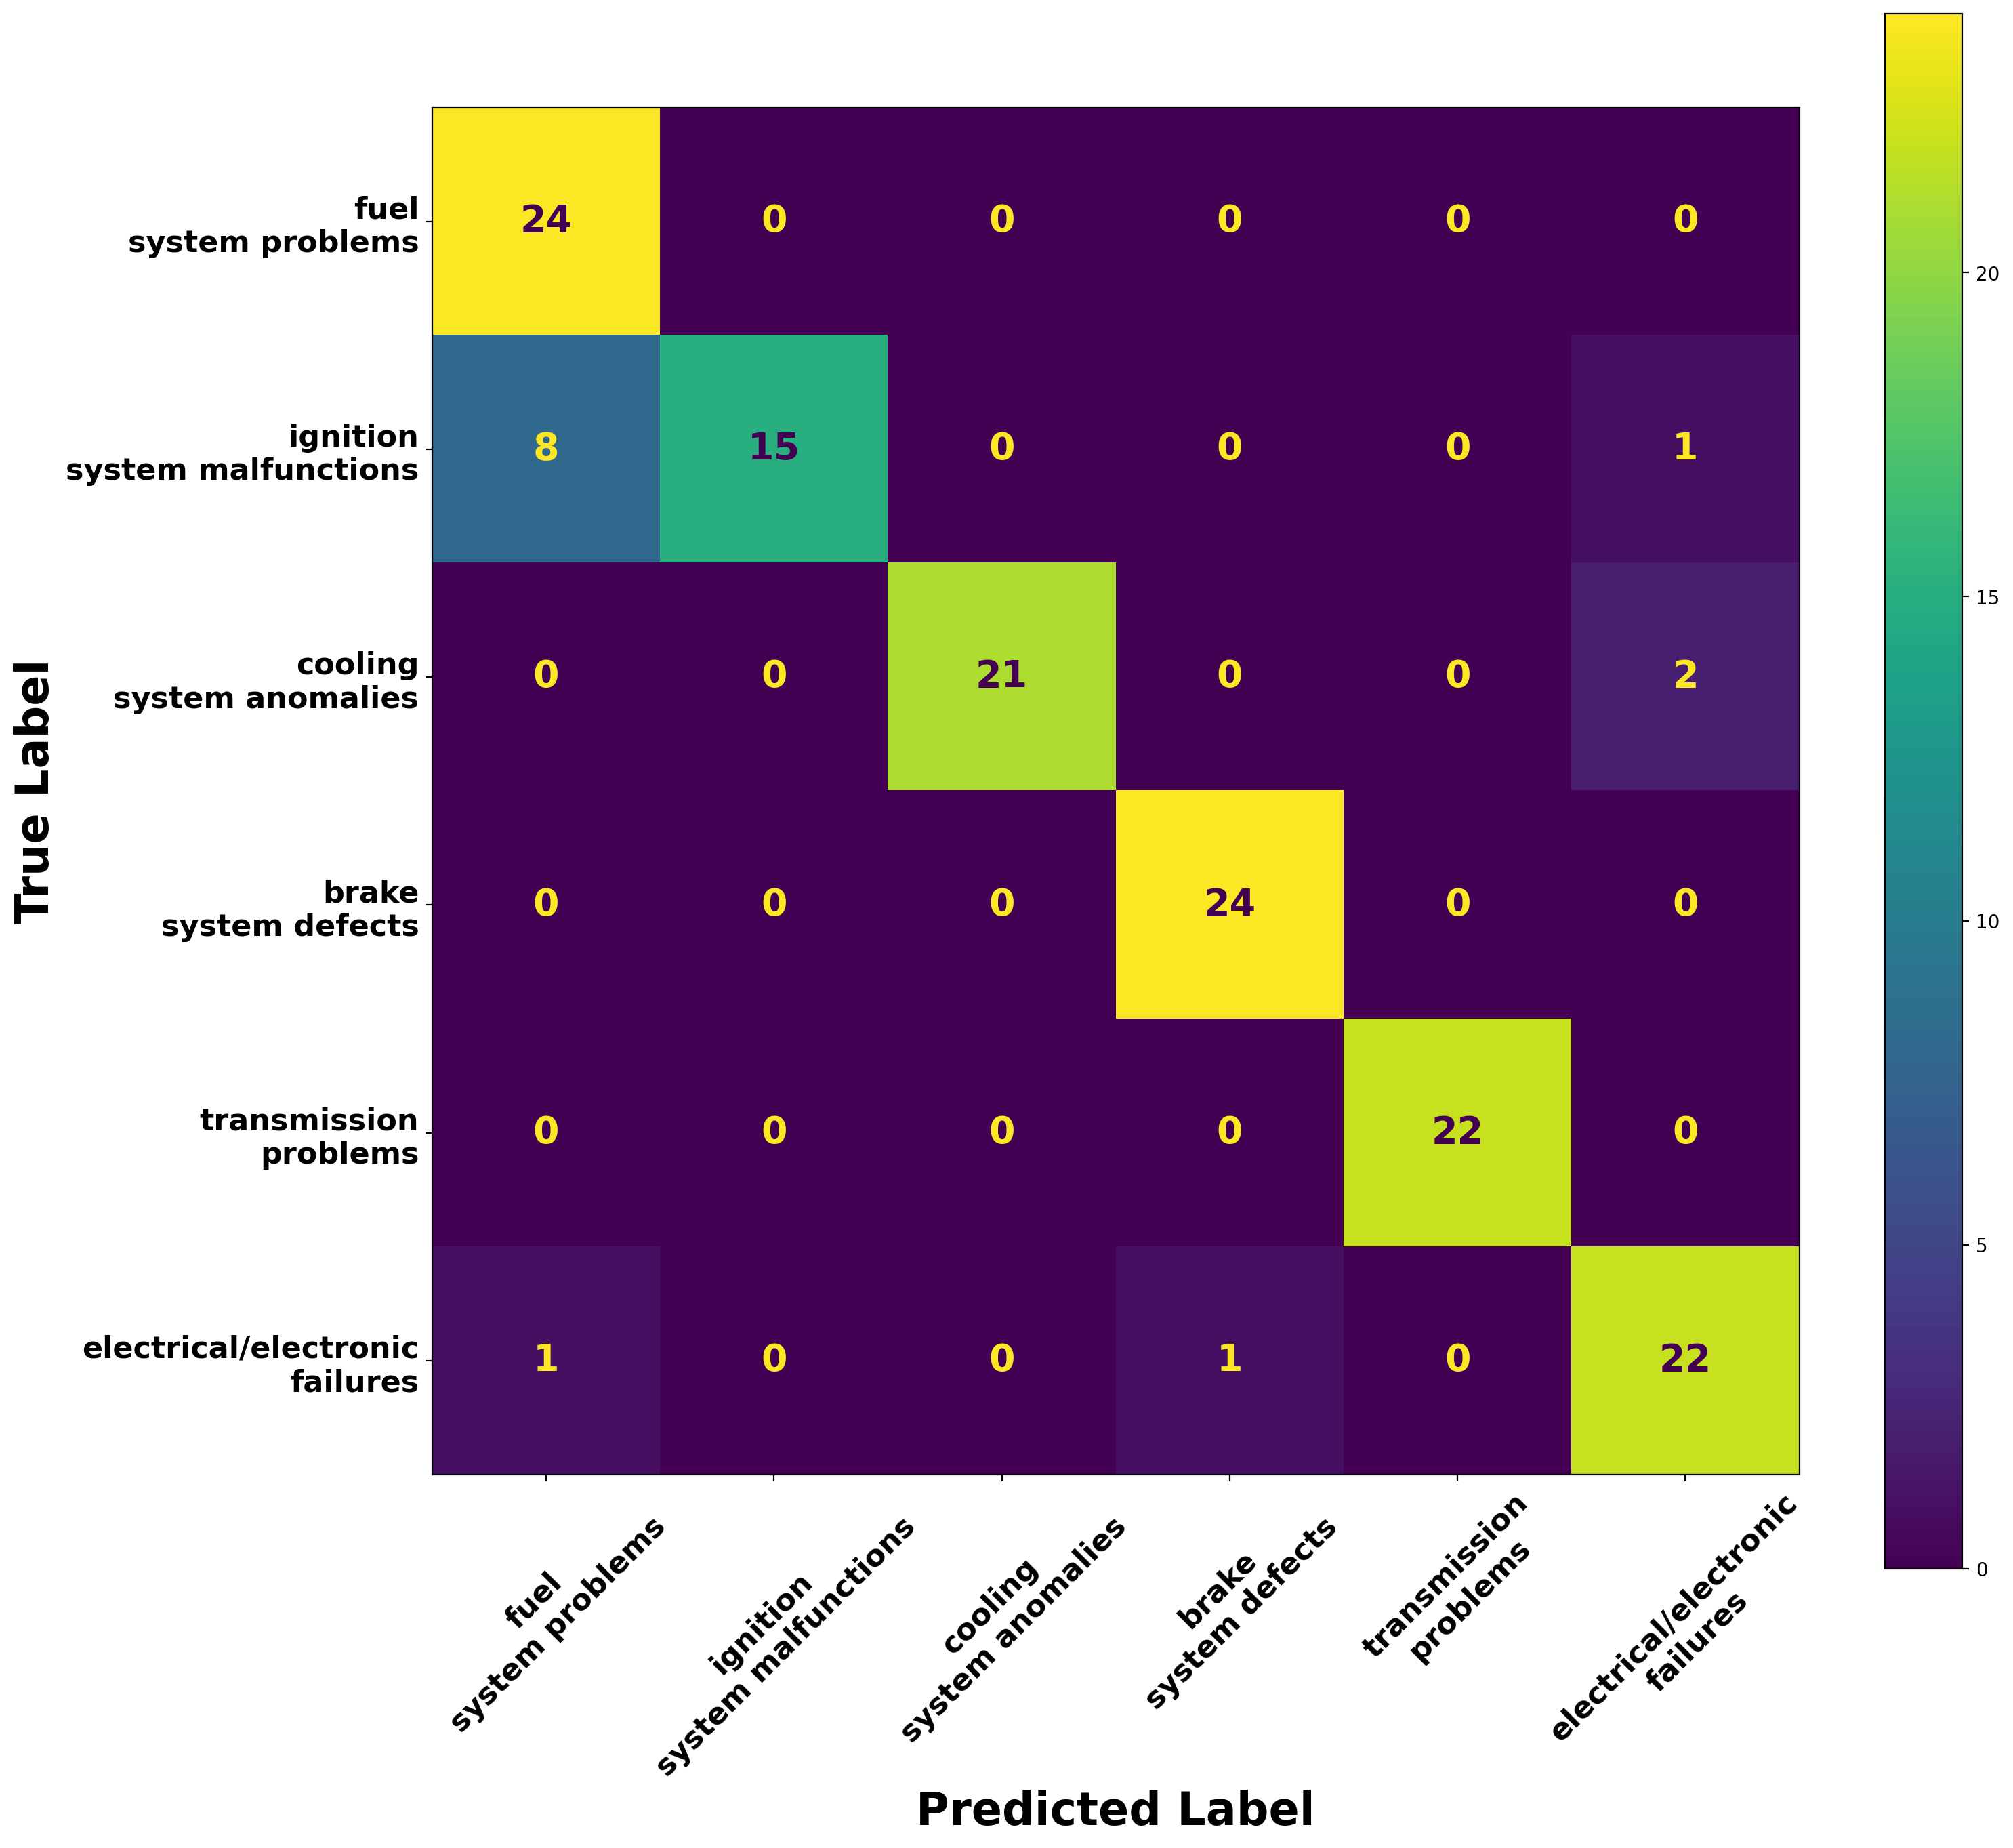 fuel
system problems
24 0 0 0 0 0
ignition
system malfunctions
8 15 0 0 0 1
cooling
system anomalies
0 0 21 0 0 2
brake
system defects
0 0 0 24 0 0
transmission
problems
0 0 0 0 22 0
electrical/electronic
failures
1 0 0 1 0 22
True Label
fuel
system problems
ignition
system malfunctions
cooling
system anomalies
brake
system defects
transmission
problems
electrical/electronic
failures
Predicted Label
20
15
10
5
0